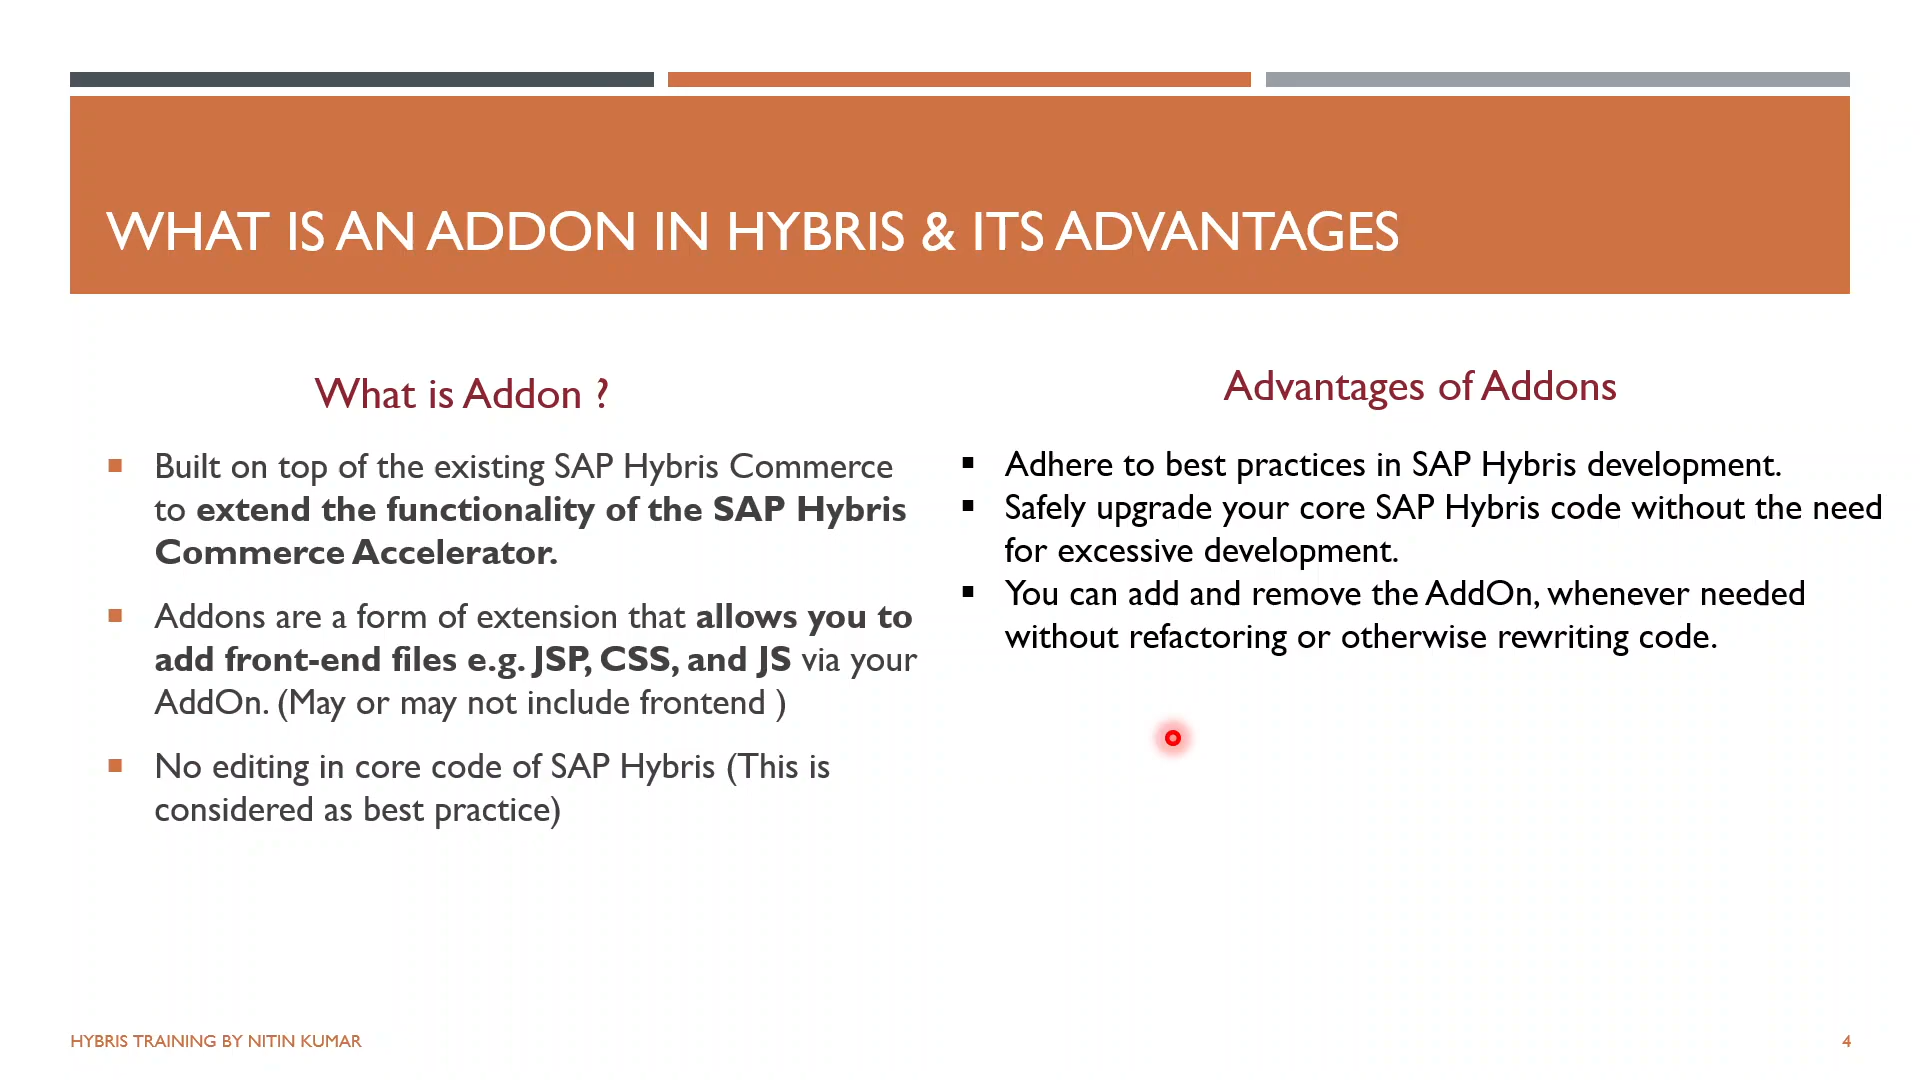 WHAT IS AN ADDON IN HYBRIS & ITS ADVANTAGES
What is Addon ?
Built on top of the existing SAP Hybris Commerce
to extend the functionality of the SAP Hybris
Commerce Accelerator.
Addons are a form of extension that allows you to
add front-end files e.g. JSP, CSS, and JS via your
AddOn. (May or may not include frontend )
No editing in core code of SAP Hybris (This is
considered as best practice)
Advantages of Addons
Adhere to best practices in SAP Hybris development.
Safely upgrade your core SAP Hybris code without the need
for excessive development.
You can add and remove the AddOn, whenever needed
without refactoring or otherwise rewriting code.
HYBRIS TRAINING BY NITIN KUMAR
4